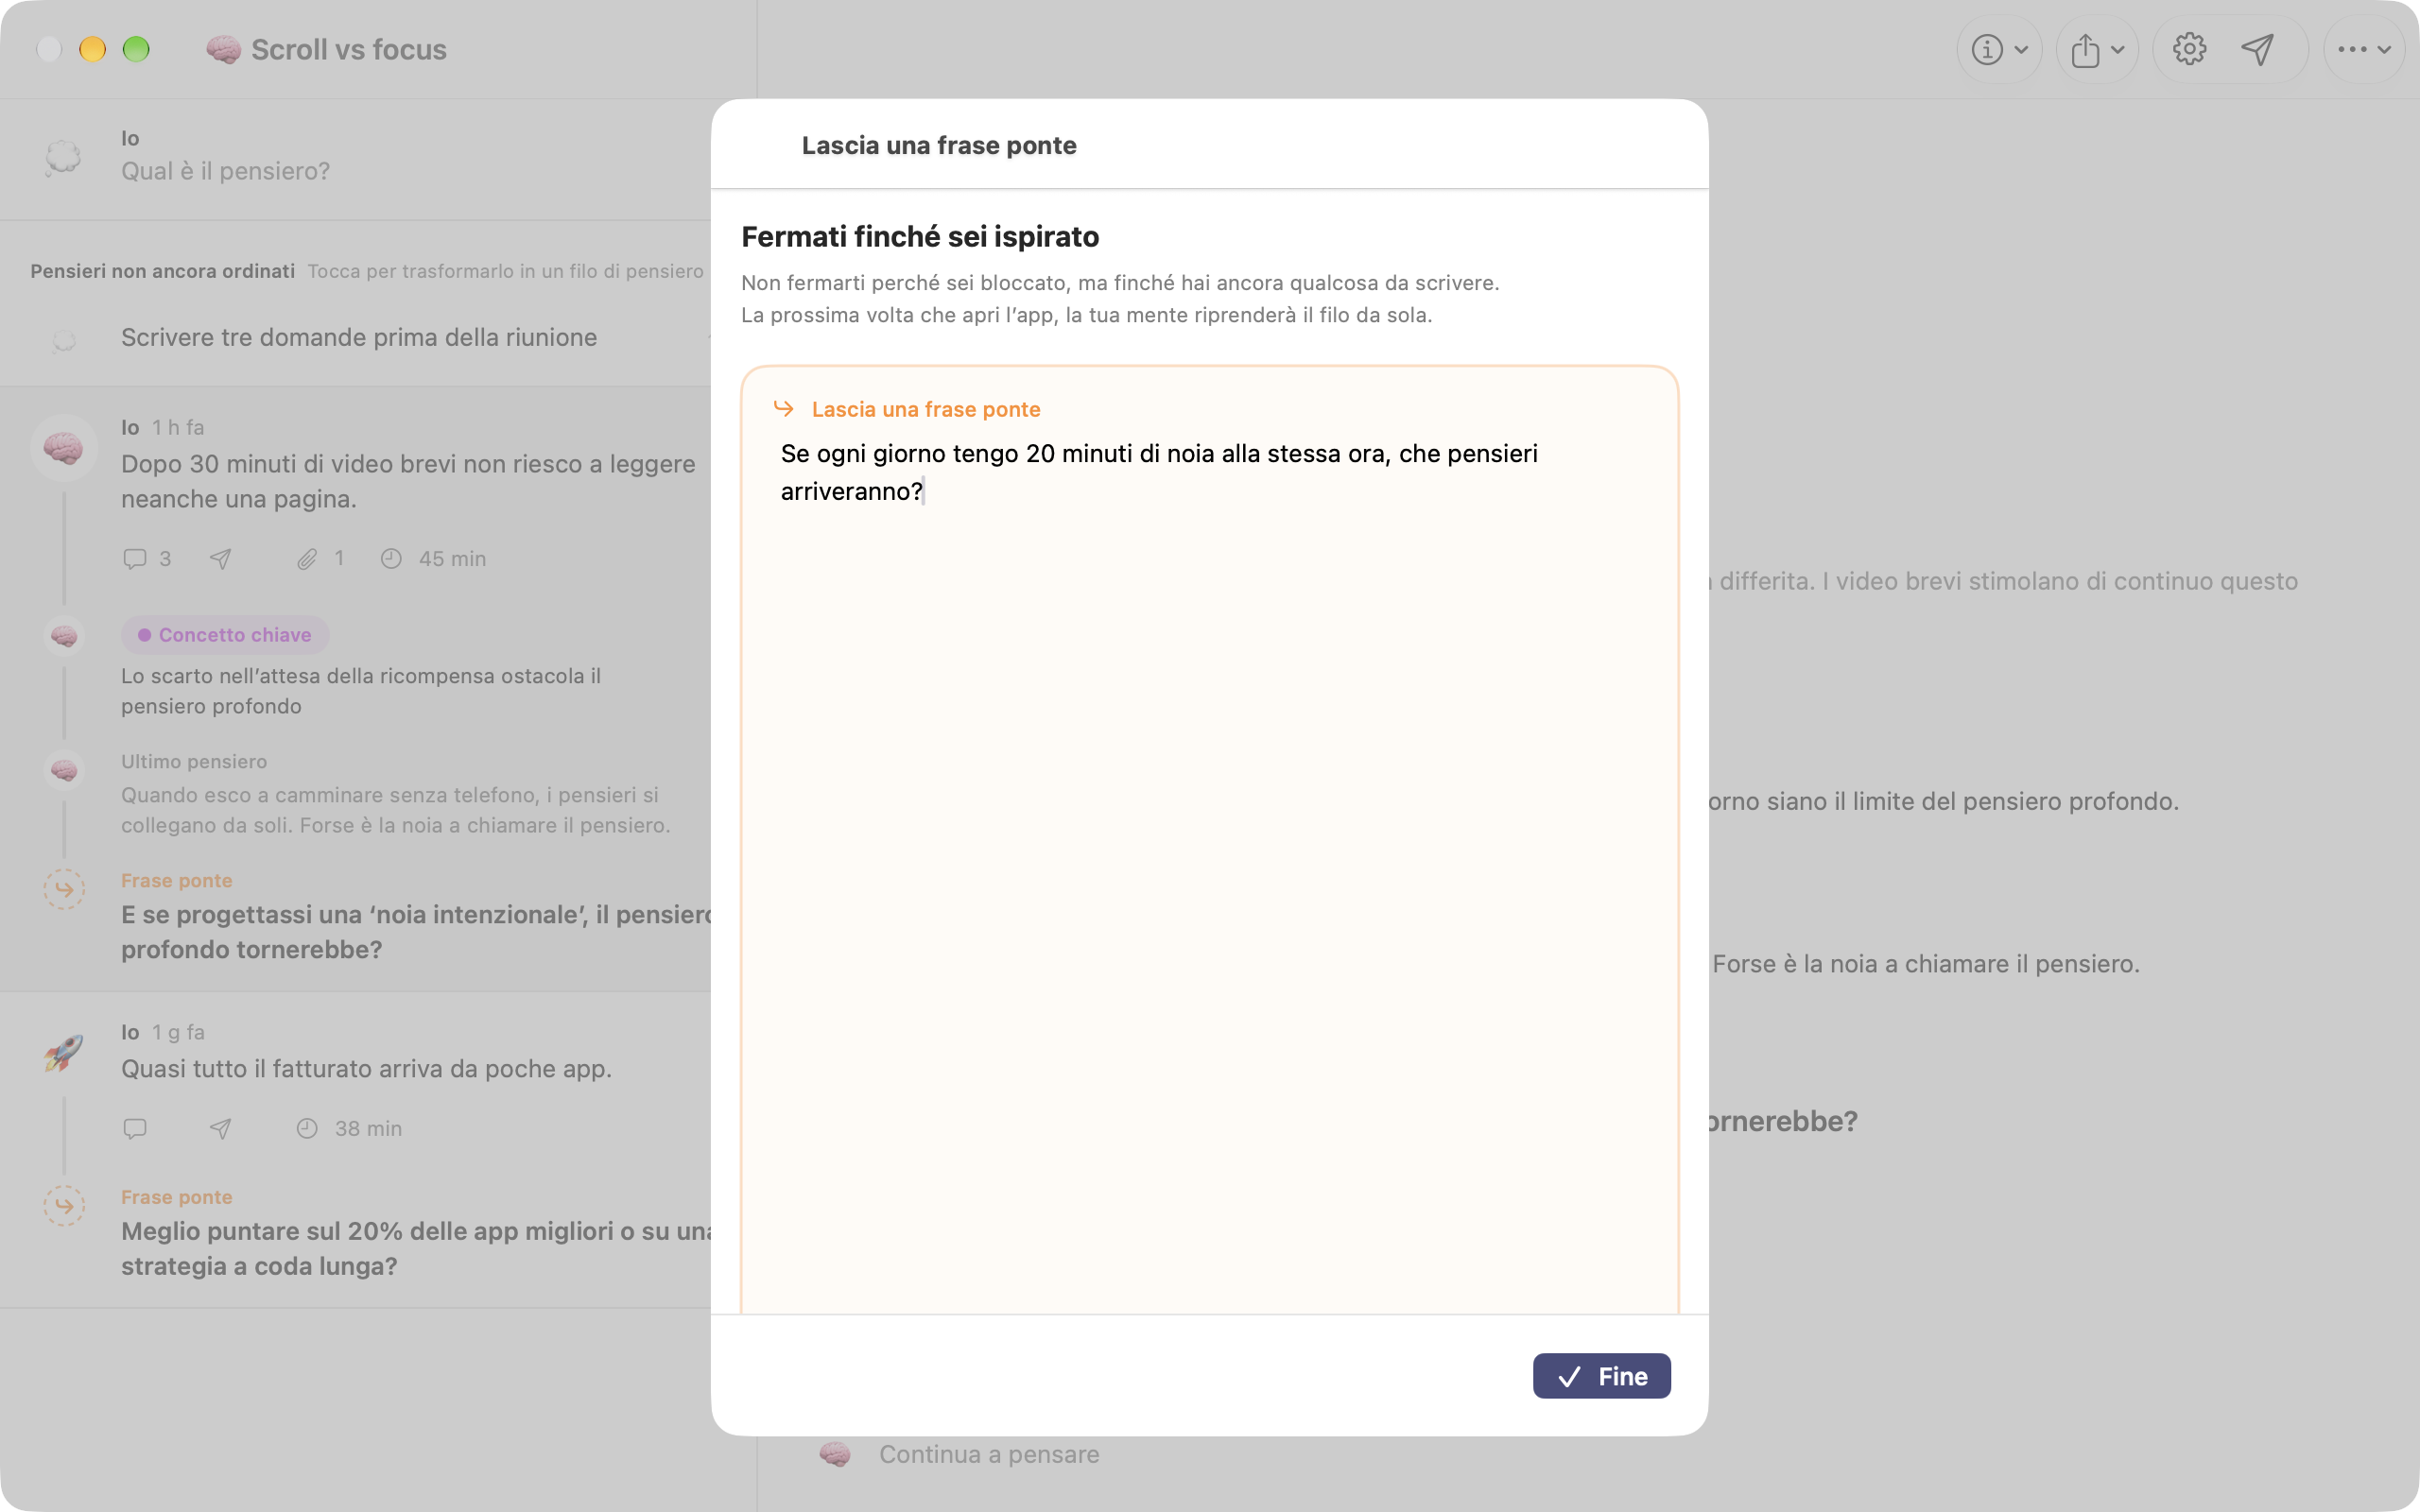 Scroll vs focus
Io
Qual è il pensiero?
Pensieri non ancora ordinati Tocca per trasformarlo in un filo di pensiero
Scrivere tre domande prima della riunione
Io 1 h fa
Dopo 30 minuti di video brevi non riesco a leggere
neanche una pagina.
3 1 45 min
Concetto chiave
Lo scarto nell’attesa della ricompensa ostacola il
pensiero profondo
Ultimo pensiero
Quando esco a camminare senza telefono, i pensieri si
collegano da soli. Forse è la noia a chiamare il pensiero.
Frase ponte
E se progettassi una ‘noia intenzionale’, il pensiero
profondo tornerebbe?
Io 1 g fa
Quasi tutto il fatturato arriva da poche app.
38 min
Frase ponte
Meglio puntare sul 20% delle app migliori o su una
strategia a coda lunga?
Lascia una frase ponte
Fermati finché sei ispirato
Non fermarti perché sei bloccato, ma finché hai ancora qualcosa da scrivere.
La prossima volta che apri l’app, la tua mente riprenderà il filo da sola.
Lascia una frase ponte
Se ogni giorno tengo 20 minuti di noia alla stessa ora, che pensieri
arriveranno?
Fine
differita. I video brevi stimolano di continuo questo
orno siano il limite del pensiero profondo.
Forse è la noia a chiamare il pensiero.
ornerebbe?
Continua a pensare